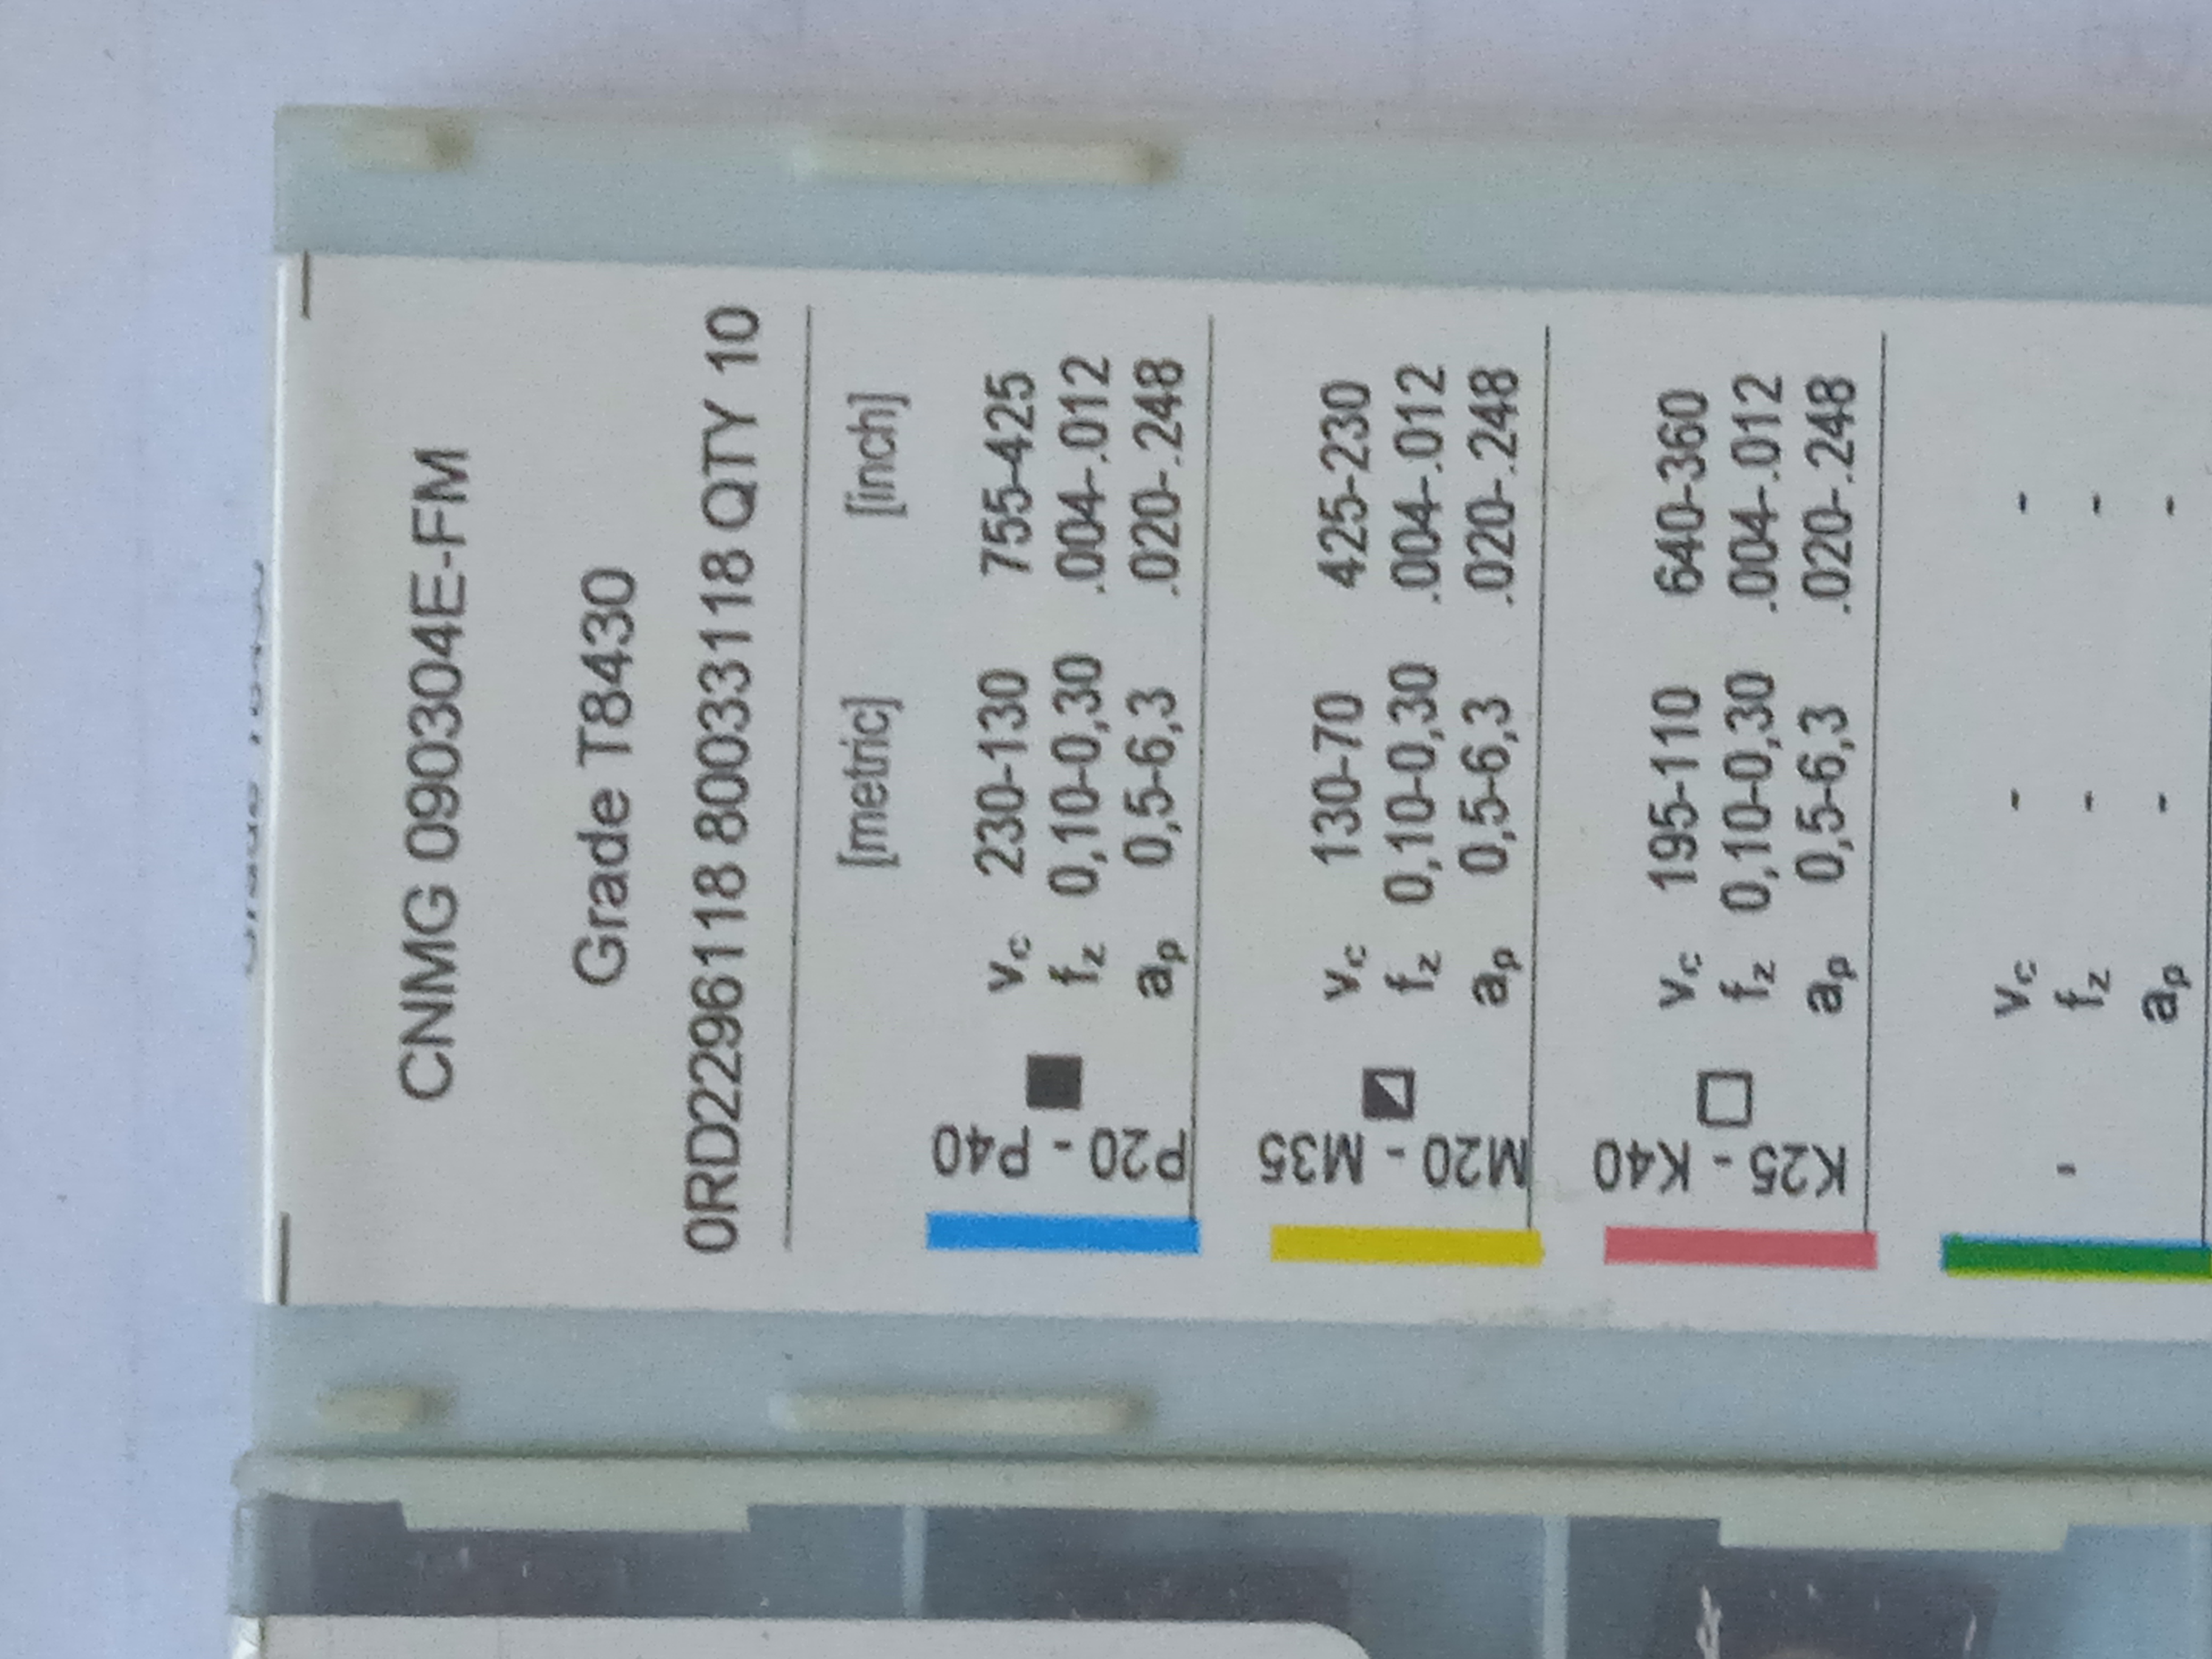 CNMG 090304E-FM
Grade T8430
0RD2296118 80033118 QTY 10
[metric] [inch]
P20 - P40
vc 230-130 755-425
fz 0,10-0,30 .004-.012
ap 0,5-6,3 .020-.248
M20 - M35
vc 130-70 425-230
fz 0,10-0,30 .004-.012
ap 0,5-6,3 .020-.248
K25 - K40
vc 195-110 640-360
fz 0,10-0,30 .004-.012
ap 0,5-6,3 .020-.248
-
vc - -
fz - -
ap - -